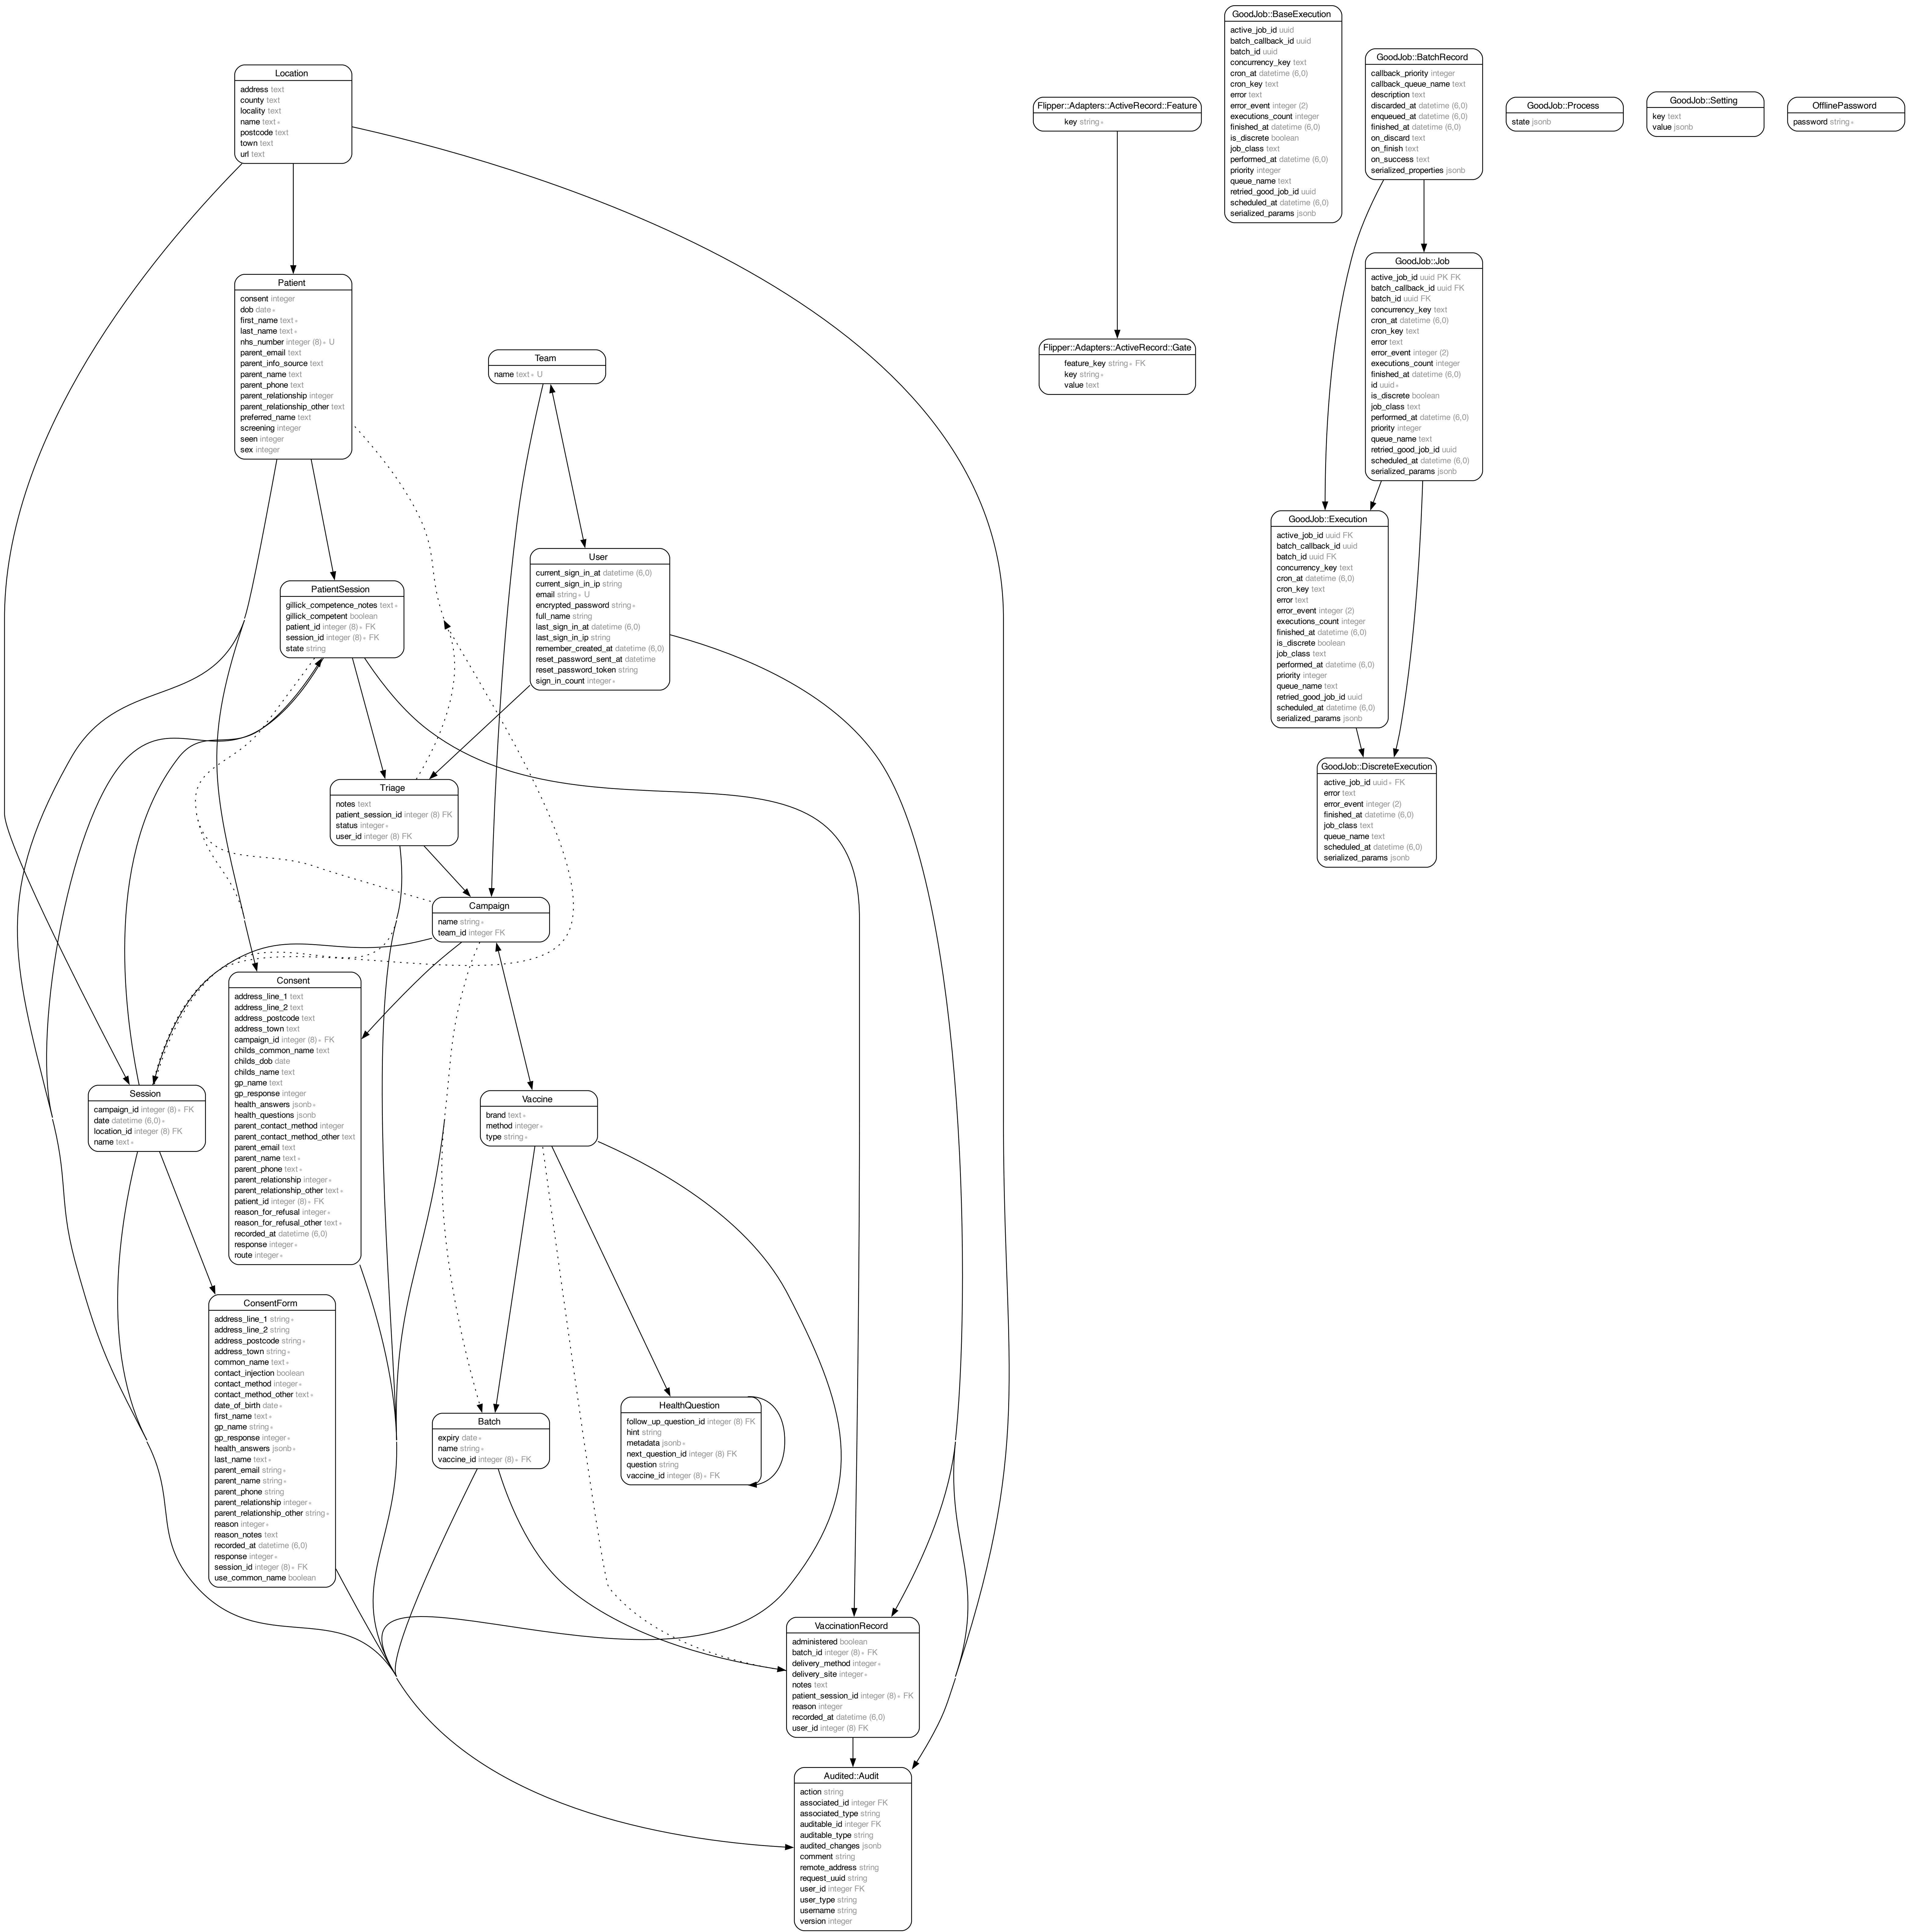 GoodJob::BaseExecution
active_job_id uuid
batch_callback_id uuid
batch_id uuid
concurrency_key text
cron_at datetime (6,0)
cron_key text
error text
error_event integer (2)
executions_count integer
finished_at datetime (6,0)
is_discrete boolean
job_class text
performed_at datetime (6,0)
priority integer
queue_name text
retried_good_job_id uuid
scheduled_at datetime (6,0)
serialized_params jsonb
GoodJob::BatchRecord
callback_priority integer
callback_queue_name text
description text
discarded_at datetime (6,0)
enqueued_at datetime (6,0)
finished_at datetime (6,0)
on_discard text
on_finish text
on_success text
serialized_properties jsonb
Location
address text
county text
locality text
name text *
postcode text
town text
url text
Flipper::Adapters::ActiveRecord::Feature
key string *
GoodJob::Process
state jsonb
GoodJob::Setting
key text
value jsonb
OfflinePassword
password string *
GoodJob::Job
active_job_id uuid PK FK
batch_callback_id uuid FK
batch_id uuid FK
concurrency_key text
cron_at datetime (6,0)
cron_key text
error text
error_event integer (2)
executions_count integer
finished_at datetime (6,0)
id uuid *
is_discrete boolean
job_class text
performed_at datetime (6,0)
priority integer
queue_name text
retried_good_job_id uuid
scheduled_at datetime (6,0)
serialized_params jsonb
Patient
consent integer
dob date *
first_name text *
last_name text *
nhs_number integer (8) * U
parent_email text
parent_info_source text
parent_name text
parent_phone text
parent_relationship integer
parent_relationship_other text
preferred_name text
screening integer
seen integer
sex integer
Team
name text * U
Flipper::Adapters::ActiveRecord::Gate
feature_key string * FK
key string *
value text
GoodJob::Execution
active_job_id uuid FK
batch_callback_id uuid
batch_id uuid FK
concurrency_key text
cron_at datetime (6,0)
cron_key text
error text
error_event integer (2)
executions_count integer
finished_at datetime (6,0)
is_discrete boolean
job_class text
performed_at datetime (6,0)
priority integer
queue_name text
retried_good_job_id uuid
scheduled_at datetime (6,0)
serialized_params jsonb
User
current_sign_in_at datetime (6,0)
current_sign_in_ip string
email string * U
encrypted_password string *
full_name string
last_sign_in_at datetime (6,0)
last_sign_in_ip string
remember_created_at datetime (6,0)
reset_password_sent_at datetime
reset_password_token string
sign_in_count integer *
PatientSession
gillick_competence_notes text *
gillick_competent boolean
patient_id integer (8) * FK
session_id integer (8) * FK
state string
GoodJob::DiscreteExecution
active_job_id uuid * FK
error text
error_event integer (2)
finished_at datetime (6,0)
job_class text
queue_name text
scheduled_at datetime (6,0)
serialized_params jsonb
Triage
notes text
patient_session_id integer (8) FK
status integer *
user_id integer (8) FK
Campaign
name string *
team_id integer FK
Consent
address_line_1 text
address_line_2 text
address_postcode text
address_town text
campaign_id integer (8) * FK
childs_common_name text
childs_dob date
childs_name text
gp_name text
gp_response integer
health_answers jsonb *
health_questions jsonb
parent_contact_method integer
parent_contact_method_other text
parent_email text
parent_name text *
parent_phone text *
parent_relationship integer *
parent_relationship_other text *
patient_id integer (8) * FK
reason_for_refusal integer *
reason_for_refusal_other text *
recorded_at datetime (6,0)
response integer *
route integer *
Session
campaign_id integer (8) * FK
date datetime (6,0) *
location_id integer (8) FK
name text *
Vaccine
brand text *
method integer *
type string *
ConsentForm
address_line_1 string *
address_line_2 string
address_postcode string *
address_town string *
common_name text *
contact_injection boolean
contact_method integer *
contact_method_other text *
date_of_birth date *
first_name text *
gp_name string *
gp_response integer *
health_answers jsonb *
last_name text *
parent_email string *
parent_name string *
parent_phone string
parent_relationship integer *
parent_relationship_other string *
reason integer *
reason_notes text
recorded_at datetime (6,0)
response integer *
session_id integer (8) * FK
use_common_name boolean
Batch
expiry date *
name string *
vaccine_id integer (8) * FK
HealthQuestion
follow_up_question_id integer (8) FK
hint string
metadata jsonb *
next_question_id integer (8) FK
question string
vaccine_id integer (8) * FK
VaccinationRecord
administered boolean
batch_id integer (8) * FK
delivery_method integer *
delivery_site integer *
notes text
patient_session_id integer (8) * FK
reason integer
recorded_at datetime (6,0)
user_id integer (8) FK
Audited::Audit
action string
associated_id integer FK
associated_type string
auditable_id integer FK
auditable_type string
audited_changes jsonb
comment string
remote_address string
request_uuid string
user_id integer FK
user_type string
username string
version integer